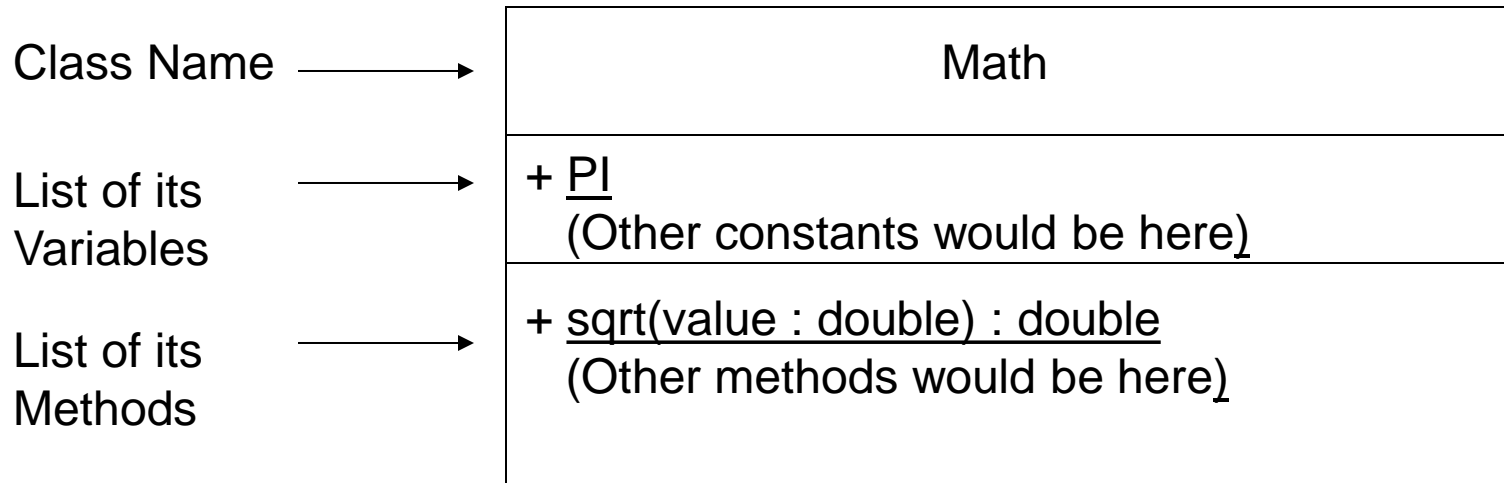 Class Name
Math
List of its
Variables
+ PI
(Other constants would be here)
List of its
Methods
+ sqrt(value : double) : double
(Other methods would be here)